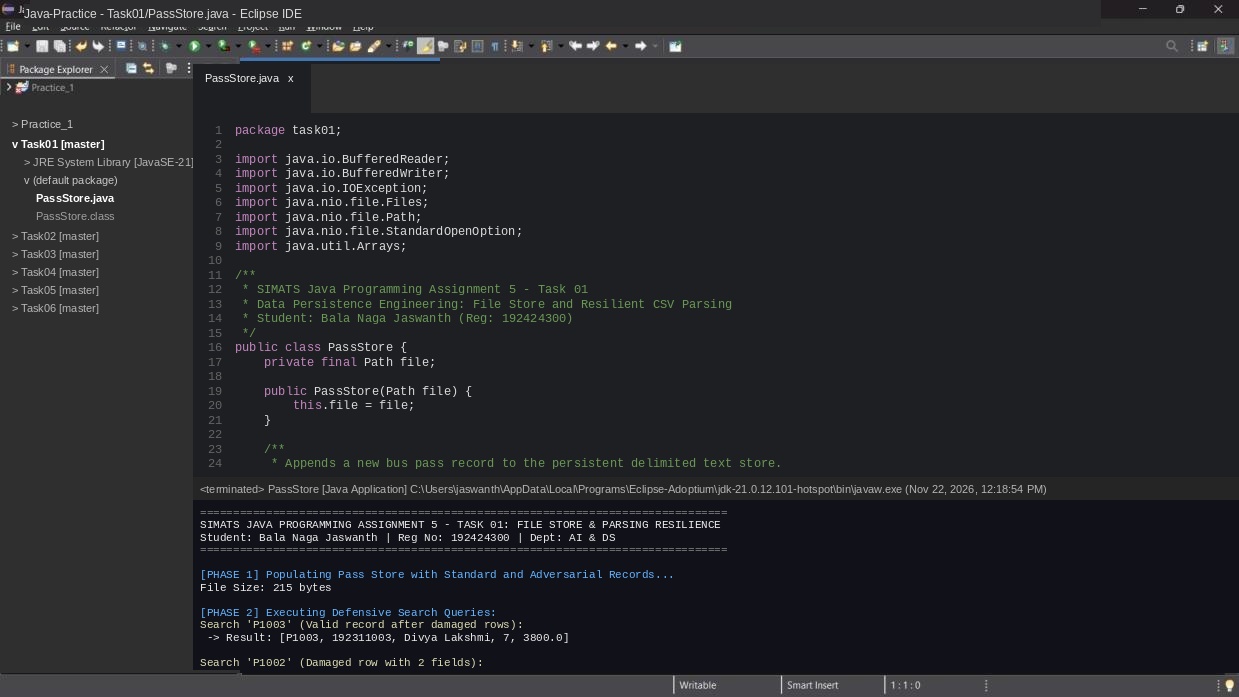 Java-Practice - Task01/PassStore.java - Eclipse IDE
File Edit Source Refactor Navigate Search Project Run Window Help
Package Explorer
Practice_1
> Practice_1
v Task01 [master]
> JRE System Library [JavaSE-21]
v (default package)
PassStore.java
PassStore.class
> Task02 [master]
> Task03 [master]
> Task04 [master]
> Task05 [master]
> Task06 [master]
PassStore.java x
1 package task01;
2
3 import java.io.BufferedReader;
4 import java.io.BufferedWriter;
5 import java.io.IOException;
6 import java.nio.file.Files;
7 import java.nio.file.Path;
8 import java.nio.file.StandardOpenOption;
9 import java.util.Arrays;
10
11 /**
12 * SIMATS Java Programming Assignment 5 - Task 01
13 * Data Persistence Engineering: File Store and Resilient CSV Parsing
14 * Student: Bala Naga Jaswanth (Reg: 192424300)
15 */
16 public class PassStore {
17 private final Path file;
18
19 public PassStore(Path file) {
20 this.file = file;
21 }
22
23 /**
24 * Appends a new bus pass record to the persistent delimited text store.
<terminated> PassStore [Java Application] C:\Users\jaswanth\AppData\Local\Programs\Eclipse-Adoptium\jdk-21.0.12.101-hotspot\bin\javaw.exe (Nov 22, 2026, 12:18:54 PM)
================================================================================
SIMATS JAVA PROGRAMMING ASSIGNMENT 5 - TASK 01: FILE STORE & PARSING RESILIENCE
Student: Bala Naga Jaswanth | Reg No: 192424300 | Dept: AI & DS
================================================================================
[PHASE 1] Populating Pass Store with Standard and Adversarial Records...
File Size: 215 bytes
[PHASE 2] Executing Defensive Search Queries:
Search 'P1003' (Valid record after damaged rows):
-> Result: [P1003, 192311003, Divya Lakshmi, 7, 3800.0]
Search 'P1002' (Damaged row with 2 fields):
Writable
Smart Insert
1 : 1 : 0